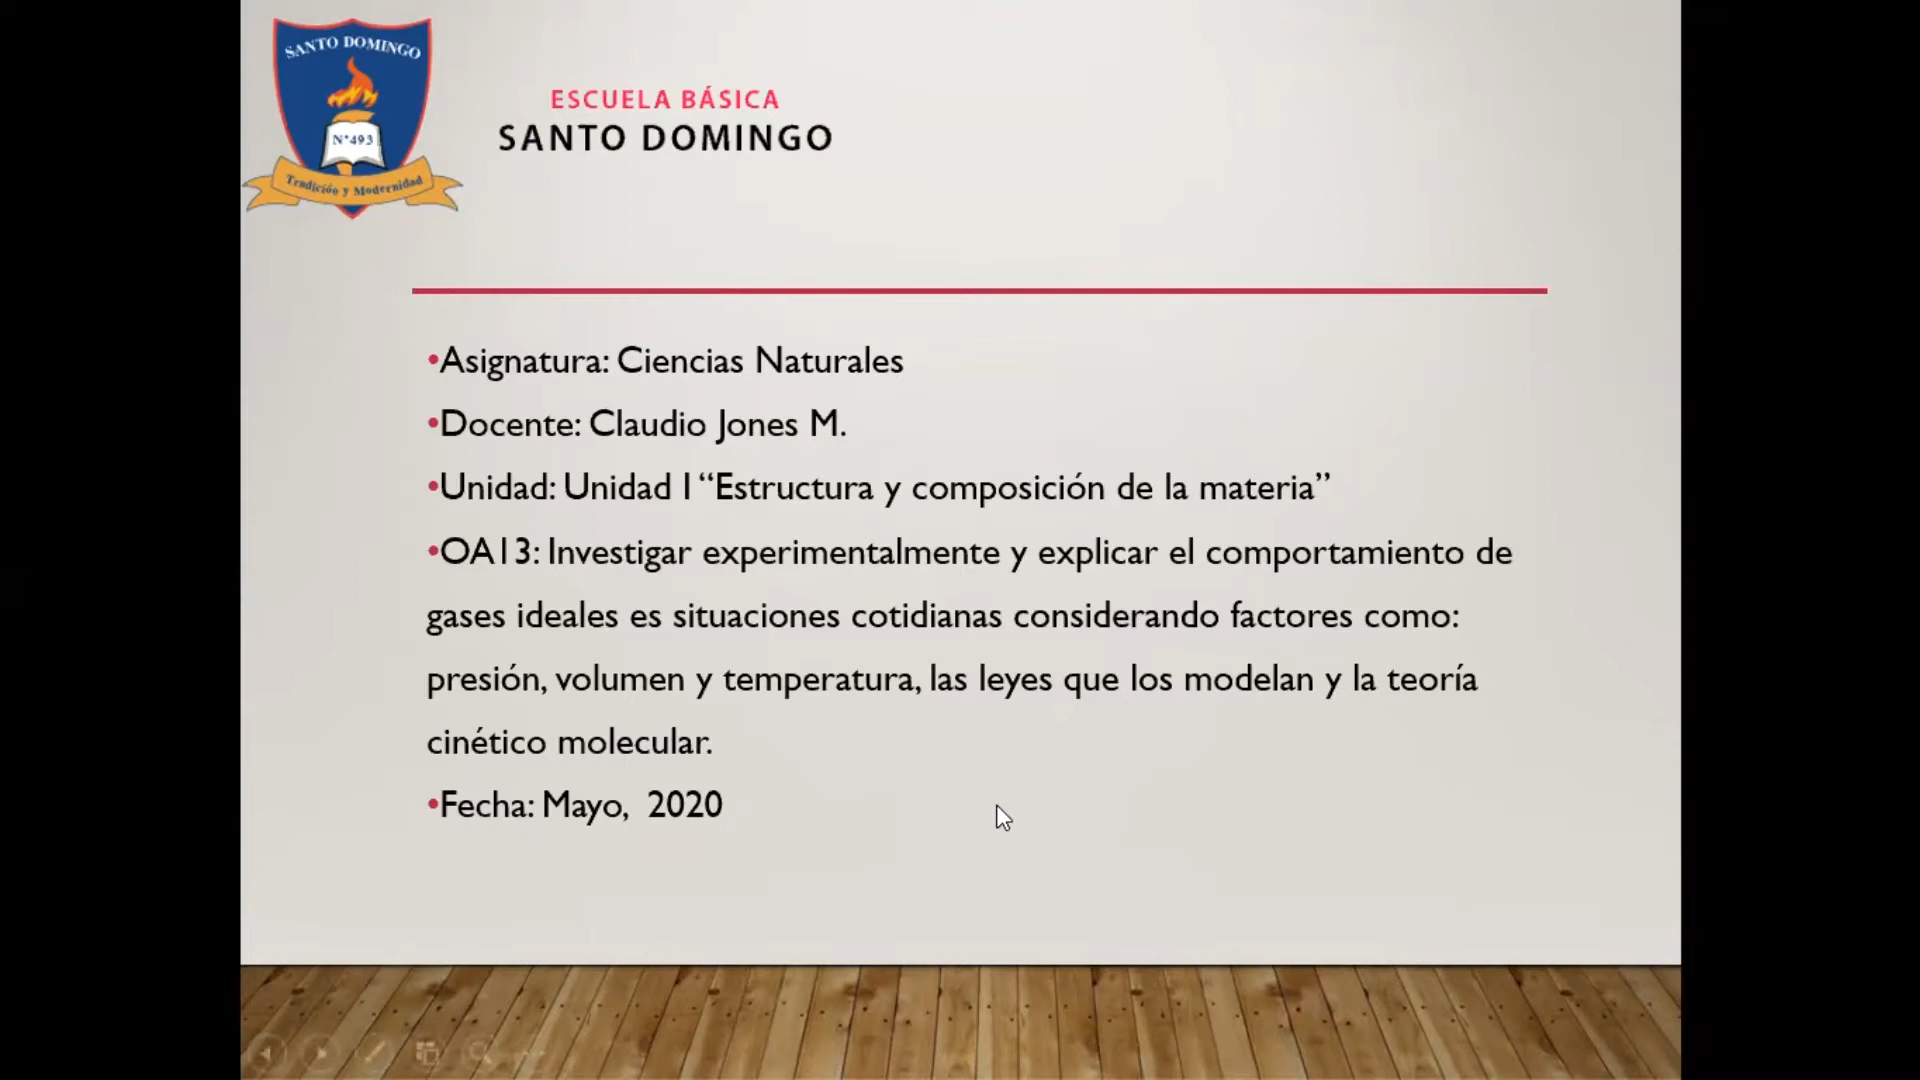 SANTO DOMINGO
N°493
Tradición y Modernidad
ESCUELA BÁSICA
SANTO DOMINGO
•Asignatura: Ciencias Naturales
•Docente: Claudio Jones M.
•Unidad: Unidad I “Estructura y composición de la materia”
•OA13: Investigar experimentalmente y explicar el comportamiento de
gases ideales es situaciones cotidianas considerando factores como:
presión, volumen y temperatura, las leyes que los modelan y la teoría
cinético molecular.
•Fecha: Mayo, 2020